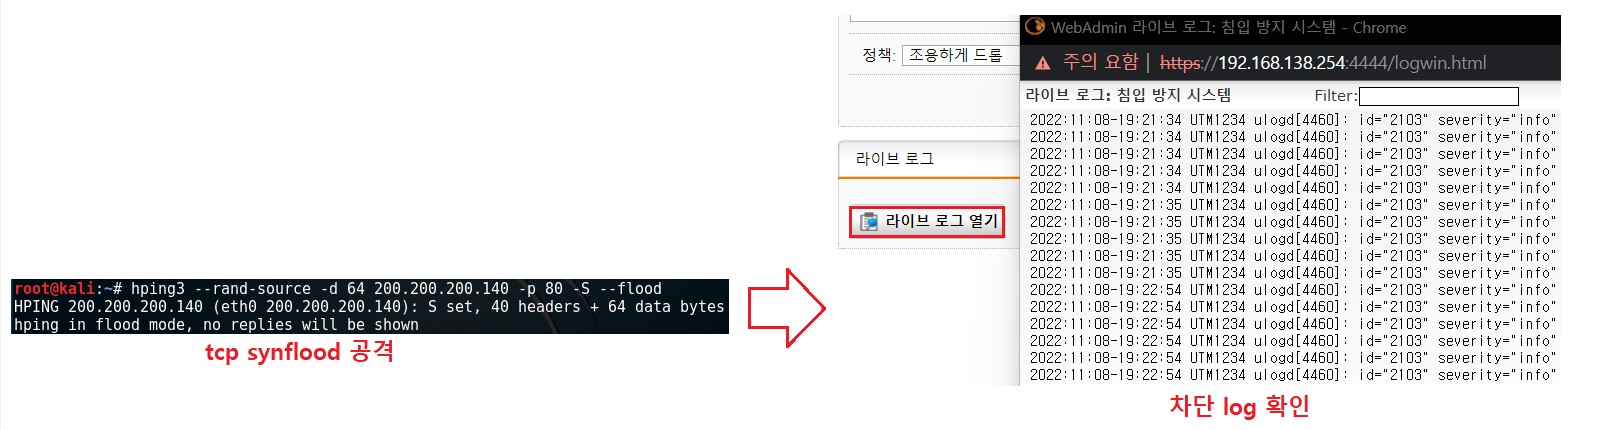 root@kali:~# hping3 --rand-source -d 64 200.200.200.140 -p 80 -S --flood
HPING 200.200.200.140 (eth0 200.200.200.140): S set, 40 headers + 64 data bytes
hping in flood mode, no replies will be shown
tcp synflood 공격
정책: 조용하게 드롭
라이브 로그
라이브 로그 열기
WebAdmin 라이브 로그: 침입 방지 시스템 - Chrome
주의 요함 | https://192.168.138.254:4444/logwin.html
라이브 로그: 침입 방지 시스템 Filter:
2022:11:08-19:21:34 UTM1234 ulogd[4460]: id="2103" severity="info"
2022:11:08-19:21:34 UTM1234 ulogd[4460]: id="2103" severity="info"
2022:11:08-19:21:34 UTM1234 ulogd[4460]: id="2103" severity="info"
2022:11:08-19:21:34 UTM1234 ulogd[4460]: id="2103" severity="info"
2022:11:08-19:21:34 UTM1234 ulogd[4460]: id="2103" severity="info"
2022:11:08-19:21:35 UTM1234 ulogd[4460]: id="2103" severity="info"
2022:11:08-19:21:35 UTM1234 ulogd[4460]: id="2103" severity="info"
2022:11:08-19:21:35 UTM1234 ulogd[4460]: id="2103" severity="info"
2022:11:08-19:21:35 UTM1234 ulogd[4460]: id="2103" severity="info"
2022:11:08-19:21:35 UTM1234 ulogd[4460]: id="2103" severity="info"
2022:11:08-19:22:54 UTM1234 ulogd[4460]: id="2103" severity="info"
2022:11:08-19:22:54 UTM1234 ulogd[4460]: id="2103" severity="info"
2022:11:08-19:22:54 UTM1234 ulogd[4460]: id="2103" severity="info"
2022:11:08-19:22:54 UTM1234 ulogd[4460]: id="2103" severity="info"
2022:11:08-19:22:54 UTM1234 ulogd[4460]: id="2103" severity="info"
2022:11:08-19:22:54 UTM1234 ulogd[4460]: id="2103" severity="info"
차단 log 확인